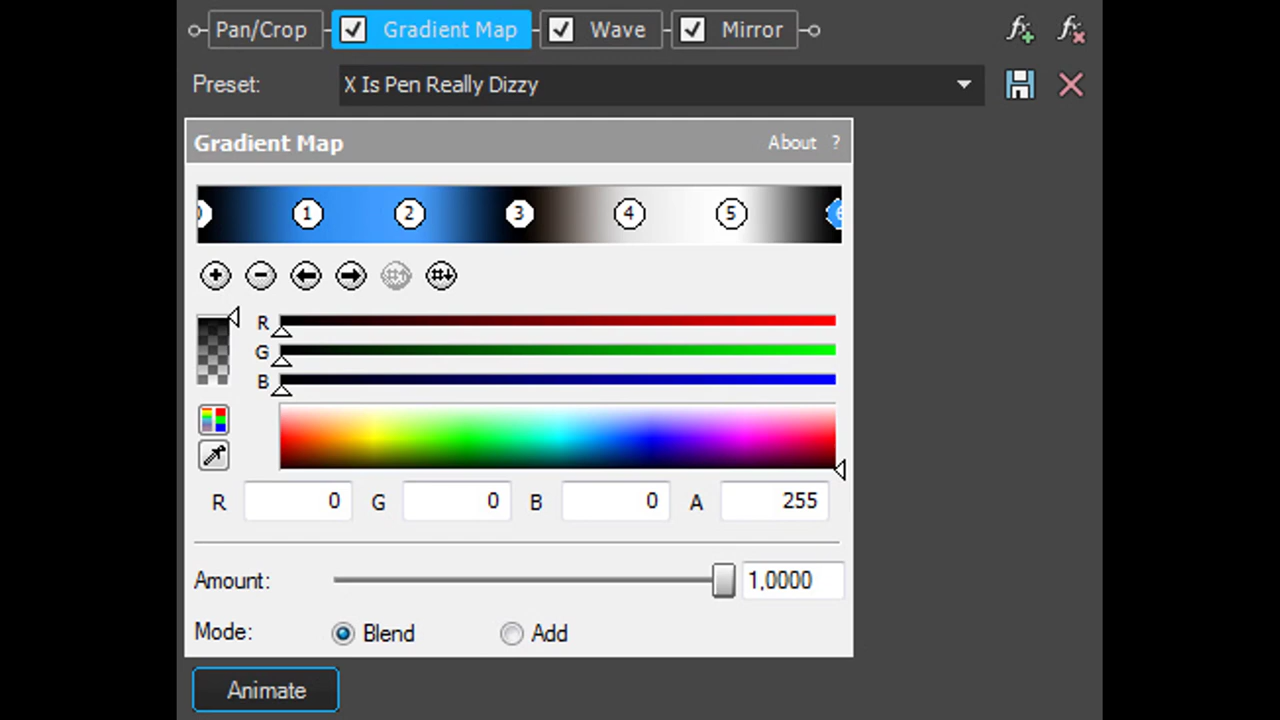 Pan/Crop Gradient Map Wave Mirror
Preset: X Is Pen Really Dizzy
Gradient Map About ?
1 2 3 4 5 6
R
G
B
R 0 G 0 B 0 A 255
Amount: 1,0000
Mode: Blend Add
Animate